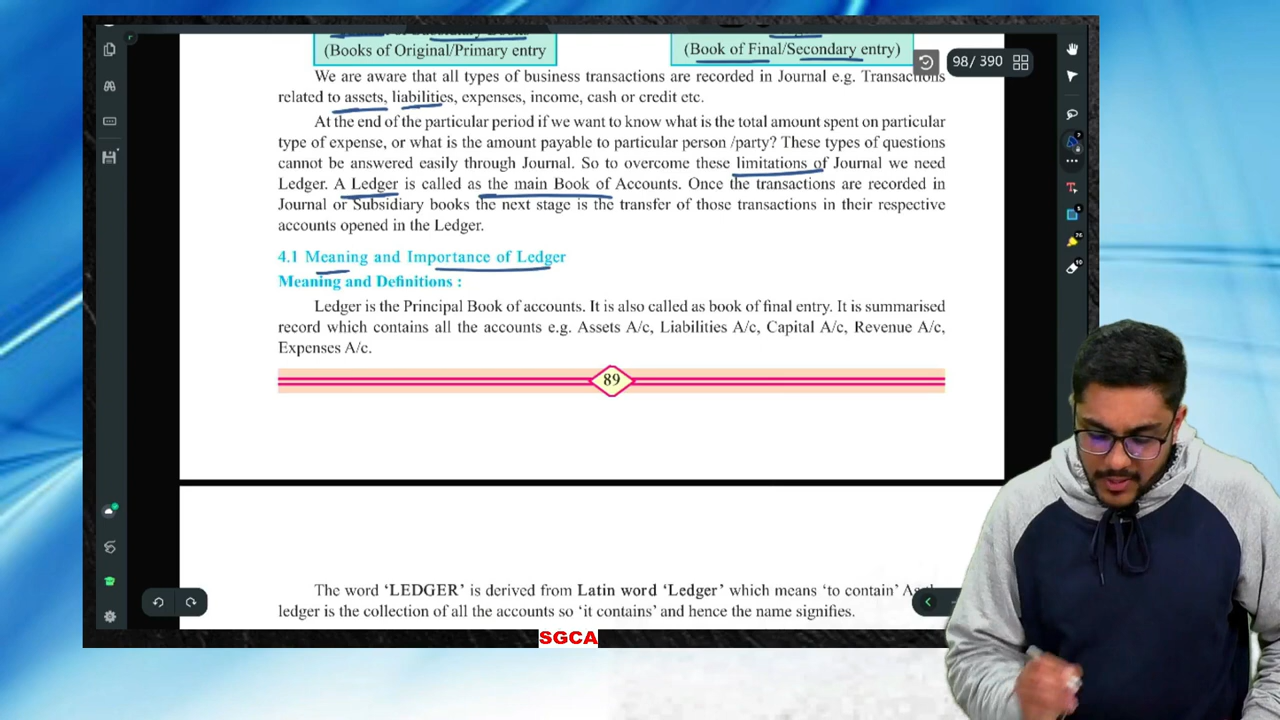 (Books of Original/Primary entry
(Book of Final/Secondary entry)
98/ 390
We are aware that all types of business transactions are recorded in Journal e.g. Transactions
related to assets, liabilities, expenses, income, cash or credit etc.
At the end of the particular period if we want to know what is the total amount spent on particular
type of expense, or what is the amount payable to particular person /party? These types of questions
cannot be answered easily through Journal. So to overcome these limitations of Journal we need
Ledger. A Ledger is called as the main Book of Accounts. Once the transactions are recorded in
Journal or Subsidiary books the next stage is the transfer of those transactions in their respective
accounts opened in the Ledger.
4.1 Meaning and Importance of Ledger
Meaning and Definitions :
Ledger is the Principal Book of accounts. It is also called as book of final entry. It is summarised
record which contains all the accounts e.g. Assets A/c, Liabilities A/c, Capital A/c, Revenue A/c,
Expenses A/c.
89
The word ‘LEDGER’ is derived from Latin word ‘Ledger’ which means ‘to contain’
ledger is the collection of all the accounts so ‘it contains’ and hence the name signifies.
SGCA